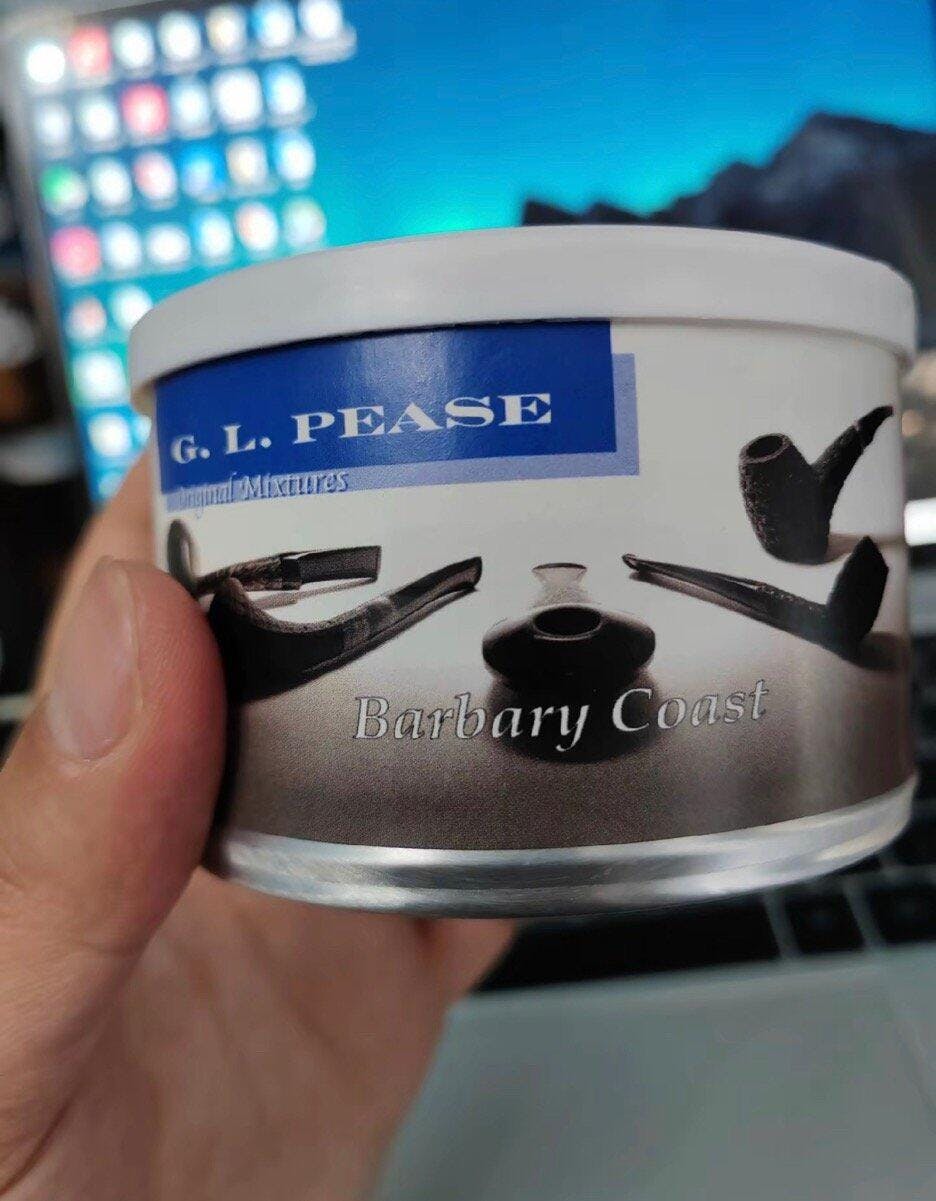 G. L. PEASE
Original Mixtures
Barbary Coast